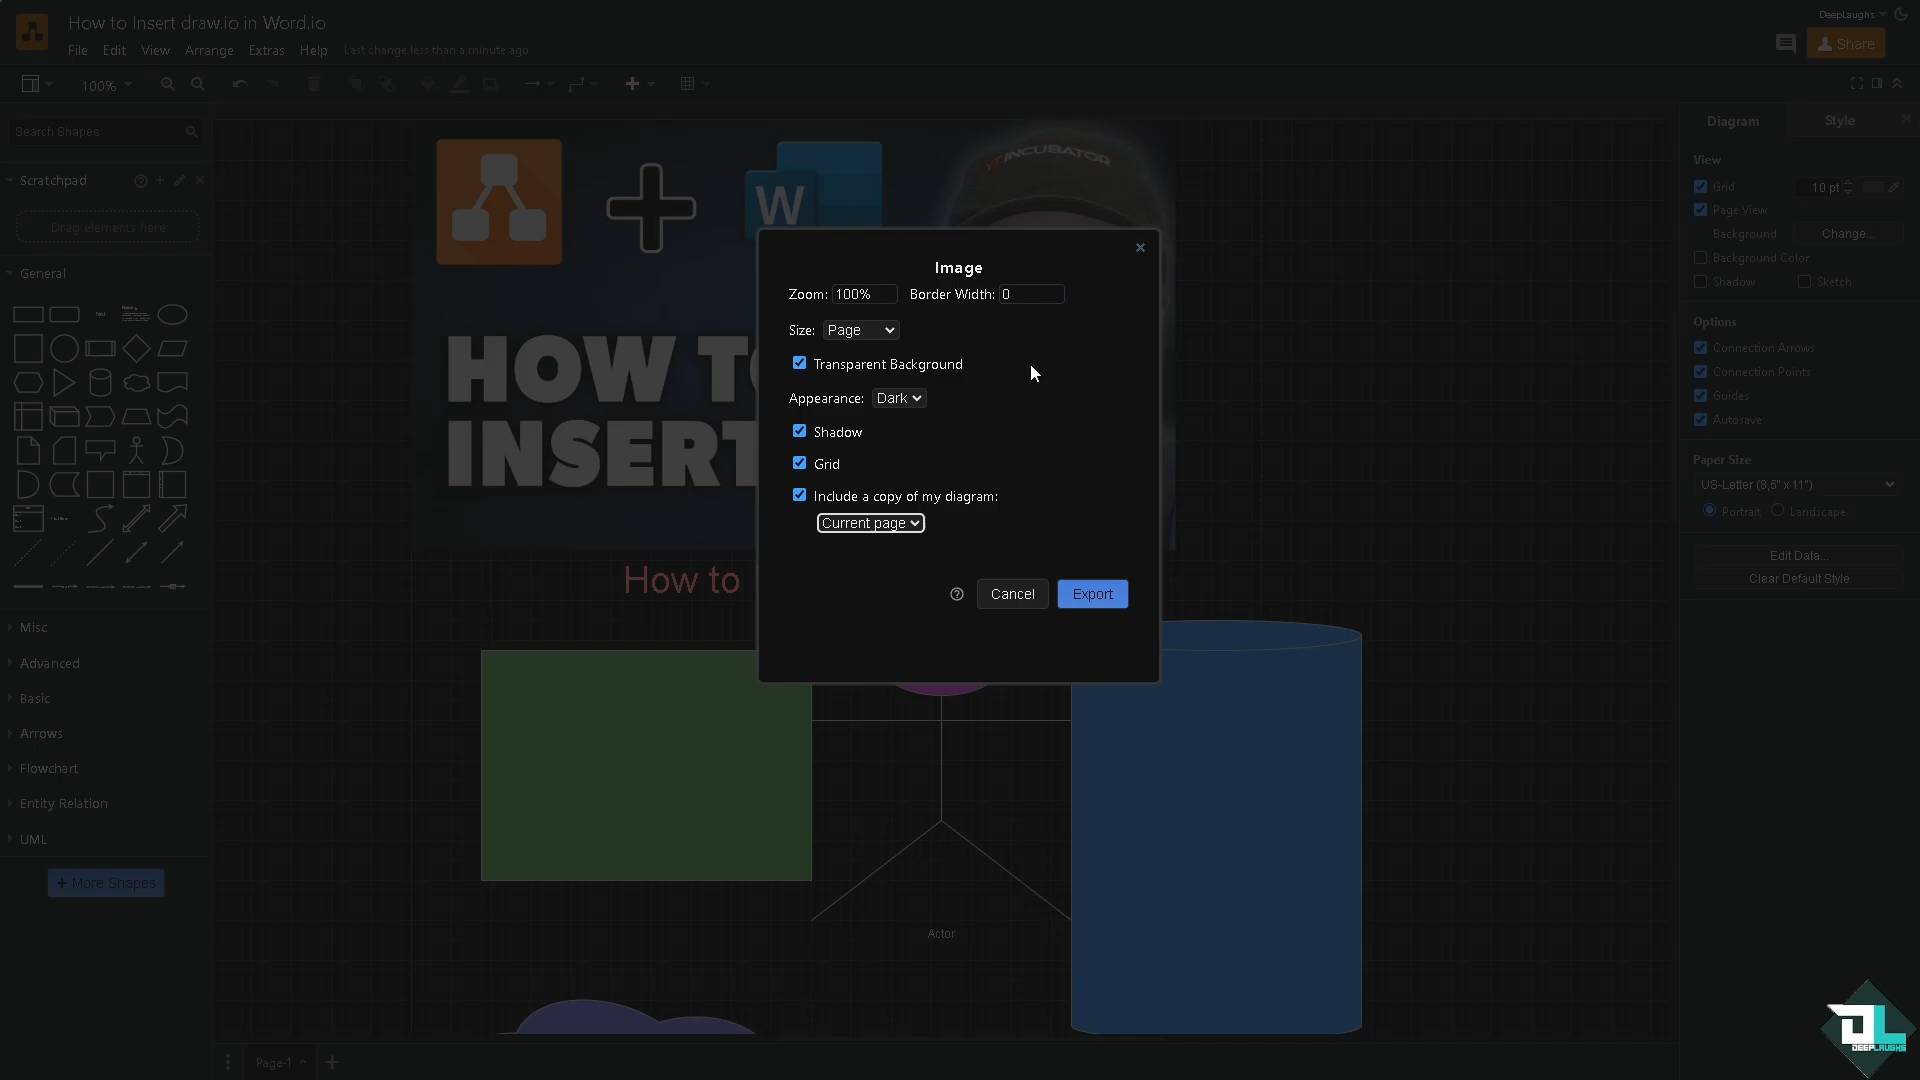 How to Insert draw.io in Word.io
DeepLaughs
File Edit View Arrange Extras Help Last change less than a minute ago
Share
100%
Search Shapes
Scratchpad
Drag elements here
General
Text
Misc
Advanced
Basic
Arrows
Flowchart
Entity Relation
UML
+ More Shapes
W
YT INCUBATOR
HOW TO
INSERT
How to
Actor
Image
Zoom: 100% Border Width: 0
Size: Page
Transparent Background
Appearance: Dark
Shadow
Grid
Include a copy of my diagram:
Current page
Cancel Export
Diagram Style
View
Grid 10 pt
Page View
Background Change...
Background Color
Shadow Sketch
Options
Connection Arrows
Connection Points
Guides
Autosave
Paper Size
US-Letter (8,5" x 11")
Portrait Landscape
Edit Data...
Clear Default Style
Page-1
DL
DEEPLAUGHS